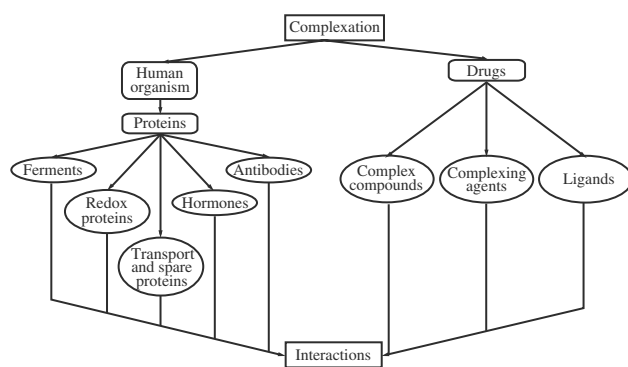 Complexation
Human
organism
Drugs
Proteins
Ferments
Antibodies
Complex
compounds
Complexing
agents
Ligands
Redox
proteins
Hormones
Transport
and spare
proteins
Interactions